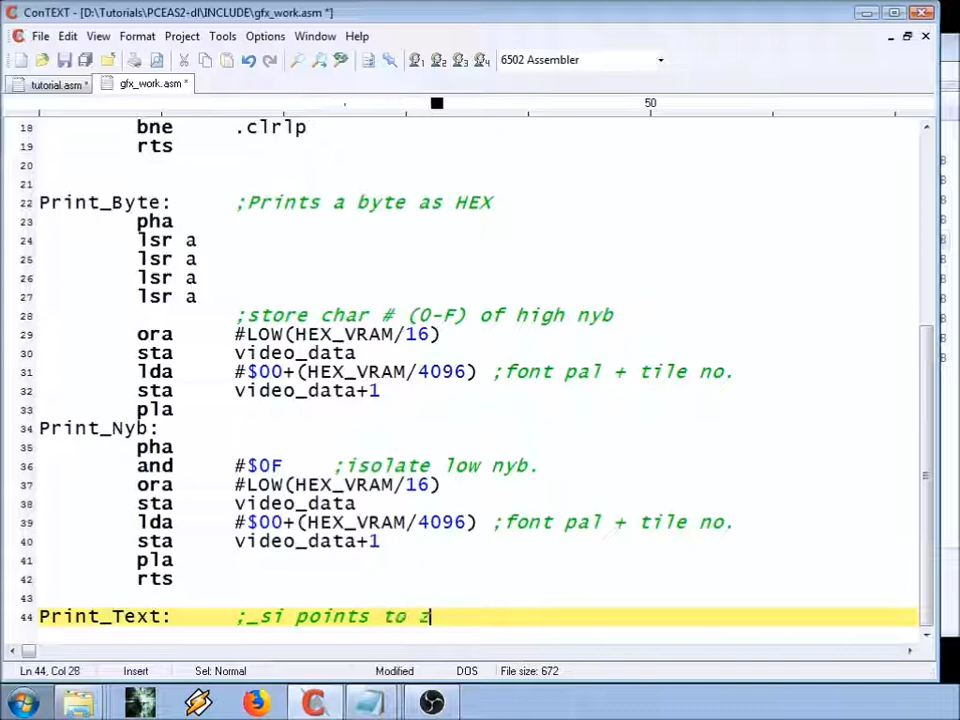 ConTEXT - [D:\Tutorials\PCEAS2-dl\INCLUDE\gfx_work.asm *]
File Edit View Format Project Tools Options Window Help
6502 Assembler
tutorial.asm * gfx_work.asm *
50
18 bne .clrlp
19 rts
20
21
22 Print_Byte: ;Prints a byte as HEX
23 pha
24 lsr a
25 lsr a
26 lsr a
27 lsr a
28 ;store char # (0-F) of high nyb
29 ora #LOW(HEX_VRAM/16)
30 sta video_data
31 lda #$00+(HEX_VRAM/4096) ;font pal + tile no.
32 sta video_data+1
33 pla
34 Print_Nyb:
35 pha
36 and #$0F ;isolate low nyb.
37 ora #LOW(HEX_VRAM/16)
38 sta video_data
39 lda #$00+(HEX_VRAM/4096) ;font pal + tile no.
40 sta video_data+1
41 pla
42 rts
43
44 Print_Text: ;_si points to z
Ln 44, Col 28 Insert Sel: Normal Modified DOS File size: 672